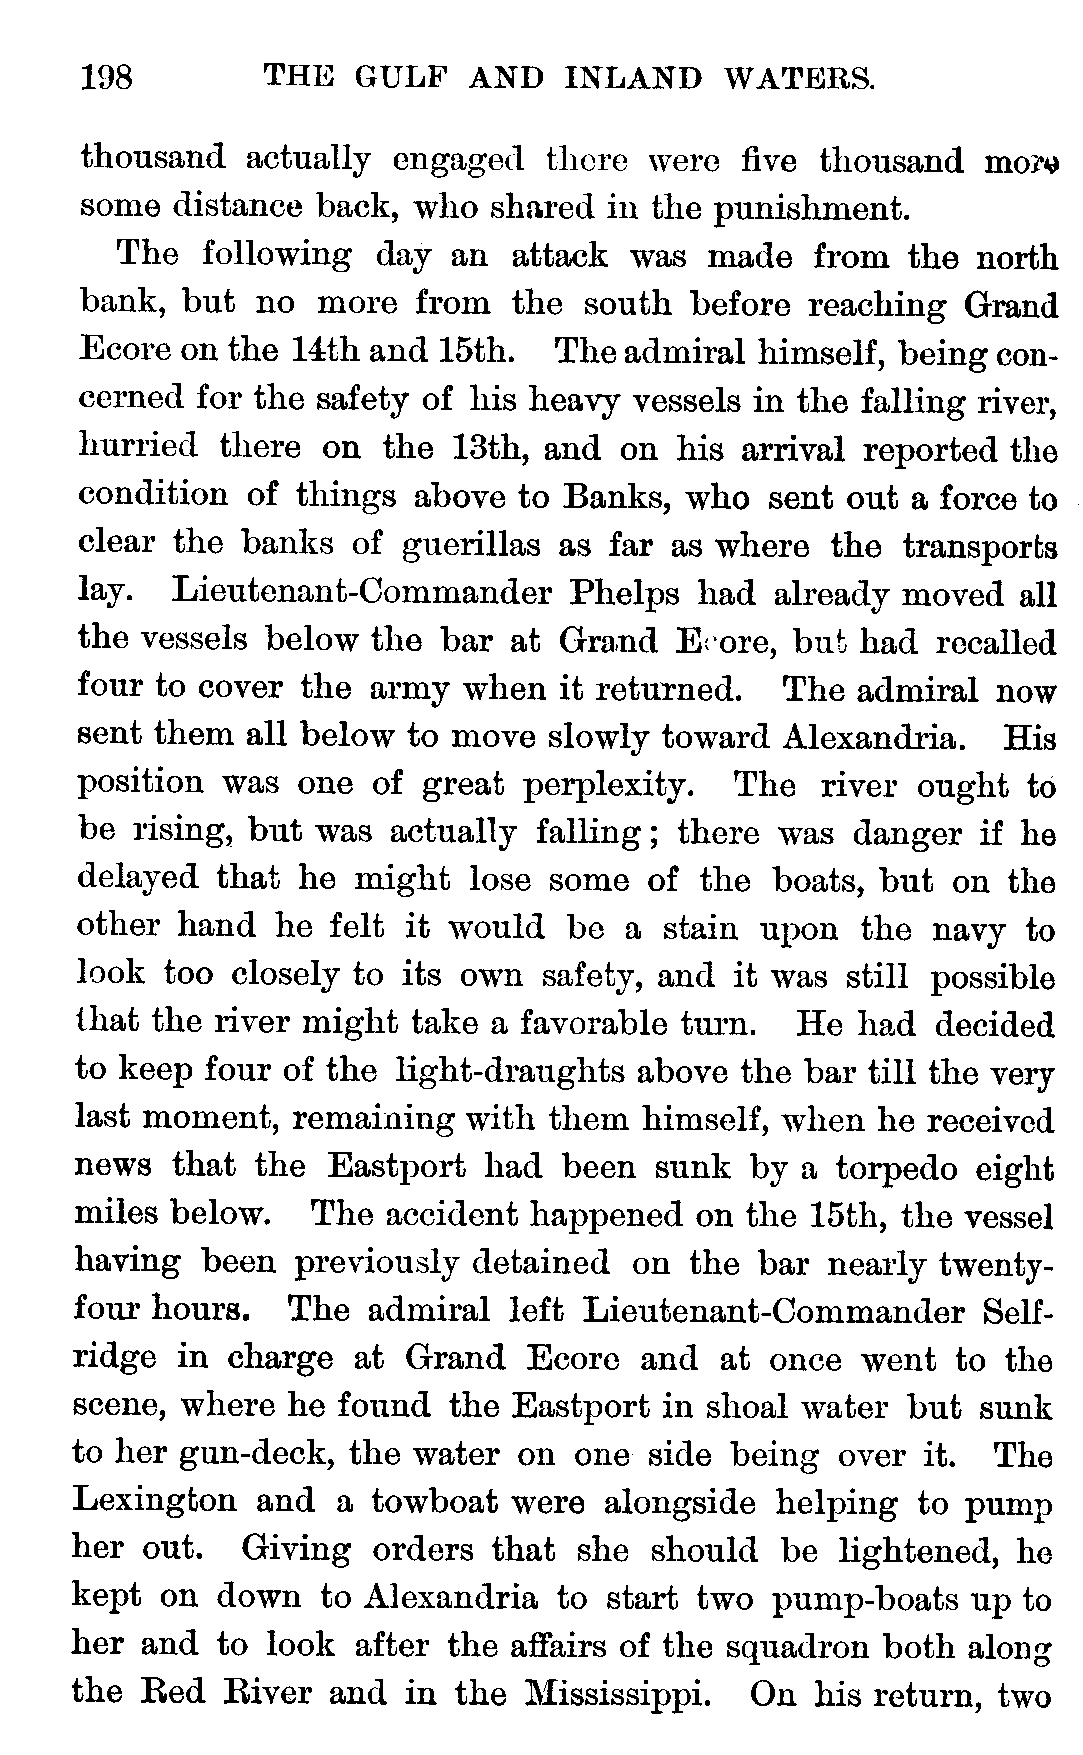 198 THE GULF AND INLAND WATERS.
thousand actually engaged there were five thousand more
some distance back, who shared in the punishment.
The following day an attack was made from the north
bank, but no more from the south before reaching Grand
Ecore on the 14th and 15th. The admiral himself, being con-
cerned for the safety of his heavy vessels in the falling river,
hurried there on the 13th, and on his arrival reported the
condition of things above to Banks, who sent out a force to
clear the banks of guerillas as far as where the transports
lay. Lieutenant-Commander Phelps had already moved all
the vessels below the bar at Grand Ecore, but had recalled
four to cover the army when it returned. The admiral now
sent them all below to move slowly toward Alexandria. His
position was one of great perplexity. The river ought to
be rising, but was actually falling; there was danger if he
delayed that he might lose some of the boats, but on the
other hand he felt it would be a stain upon the navy to
look too closely to its own safety, and it was still possible
that the river might take a favorable turn. He had decided
to keep four of the light-draughts above the bar till the very
last moment, remaining with them himself, when he received
news that the Eastport had been sunk by a torpedo eight
miles below. The accident happened on the 15th, the vessel
having been previously detained on the bar nearly twenty-
four hours. The admiral left Lieutenant-Commander Self-
ridge in charge at Grand Ecore and at once went to the
scene, where he found the Eastport in shoal water but sunk
to her gun-deck, the water on one side being over it. The
Lexington and a towboat were alongside helping to pump
her out. Giving orders that she should be lightened, he
kept on down to Alexandria to start two pump-boats up to
her and to look after the affairs of the squadron both along
the Red River and in the Mississippi. On his return, two